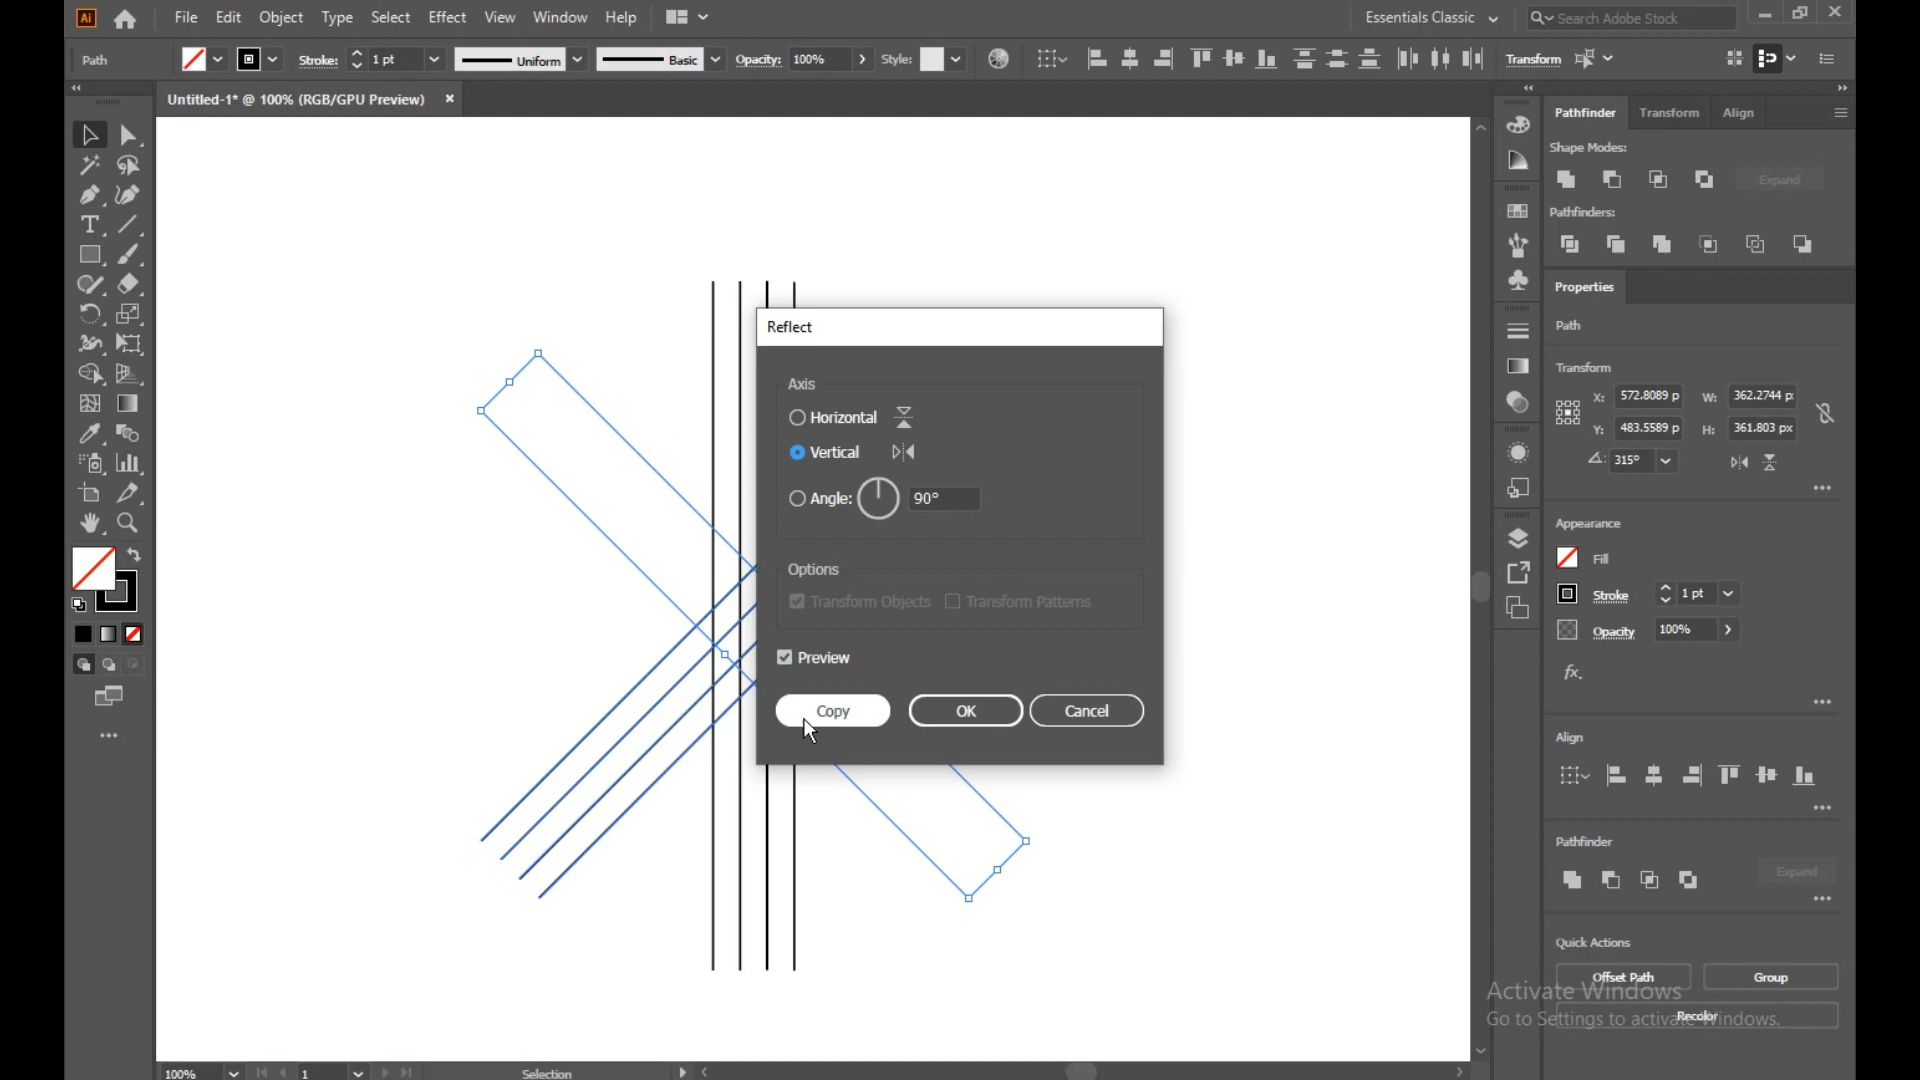 Ai File Edit Object Type Select Effect View Window Help Essentials Classic Search Adobe Stock
Path Stroke: 1 pt Uniform Basic Opacity: 100% Style: Transform
Untitled-1* @ 100% (RGB/GPU Preview)
Pathfinder Transform Align
Shape Modes:
Expand
Pathfinders:
Properties
Path
Transform
X: 572.8089 p W: 362.2744 p
Y: 483.5589 p H: 361.803 px
315°
Appearance
Fill
Stroke 1 pt
Opacity 100%
fx.
Align
Pathfinder
Expand
Quick Actions
Offset Path Group
Recolor
Activate Windows
Go to Settings to activate Windows.
Reflect
Axis
Horizontal
Vertical
Angle: 90°
Options
Transform Objects Transform Patterns
Preview
Copy OK Cancel
100% 1 Selection